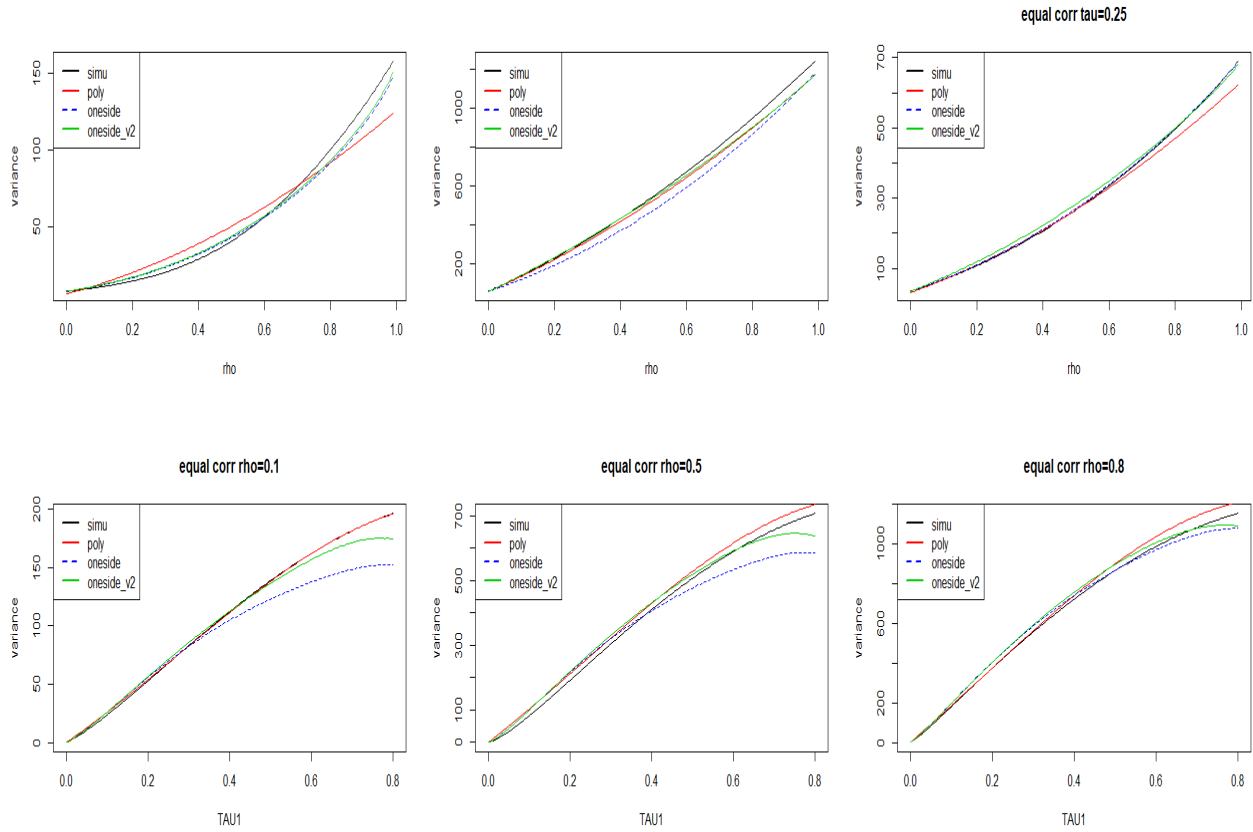 simu
poly
oneside
oneside_v2
variance
50
100
150
0.0 0.2 0.4 0.6 0.8 1.0
rho
simu
poly
oneside
oneside_v2
variance
200
600
1000
0.0 0.2 0.4 0.6 0.8 1.0
rho
equal corr tau=0.25
simu
poly
oneside
oneside_v2
variance
100
300
500
700
0.0 0.2 0.4 0.6 0.8 1.0
rho
equal corr rho=0.1
simu
poly
oneside
oneside_v2
variance
0
50
100
150
200
0.0 0.2 0.4 0.6 0.8
TAU1
equal corr rho=0.5
simu
poly
oneside
oneside_v2
variance
0
100
300
500
700
0.0 0.2 0.4 0.6 0.8
TAU1
equal corr rho=0.8
simu
poly
oneside
oneside_v2
variance
0
200
600
1000
0.0 0.2 0.4 0.6 0.8
TAU1